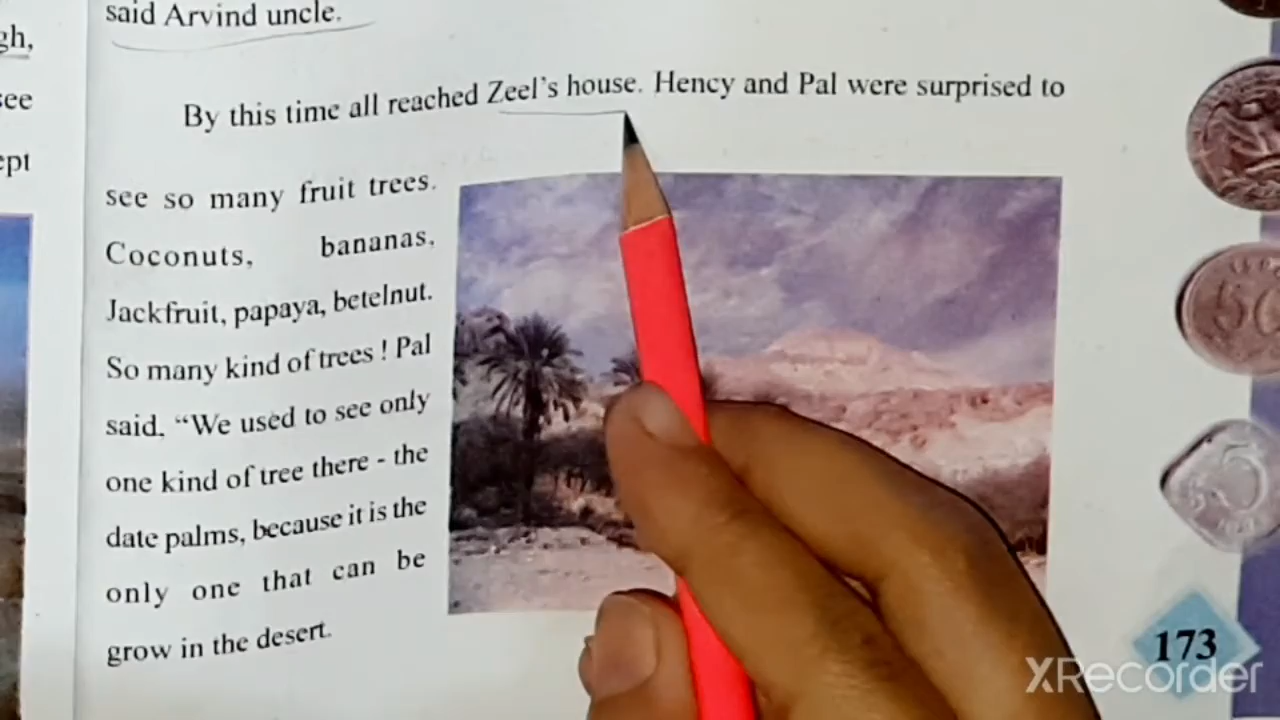 said Arvind uncle.
gh,
see
ept
By this time all reached Zeel's house. Hency and Pal were surprised to
see so many fruit trees.
Coconuts, bananas,
Jackfruit, papaya, betelnut.
So many kind of trees ! Pal
said, “We used to see only
one kind of tree there - the
date palms, because it is the
only one that can be
grow in the desert.
173
XRecorder